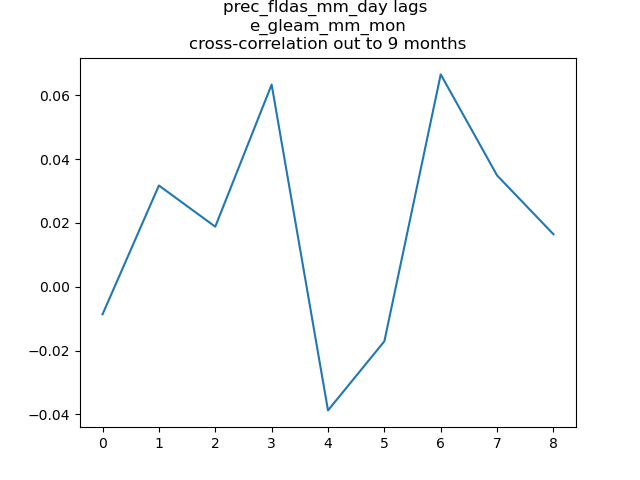 prec_fldas_mm_day lags
e_gleam_mm_mon
cross-correlation out to 9 months
0.06
0.04
0.02
0.00
−0.02
−0.04
0 1 2 3 4 5 6 7 8